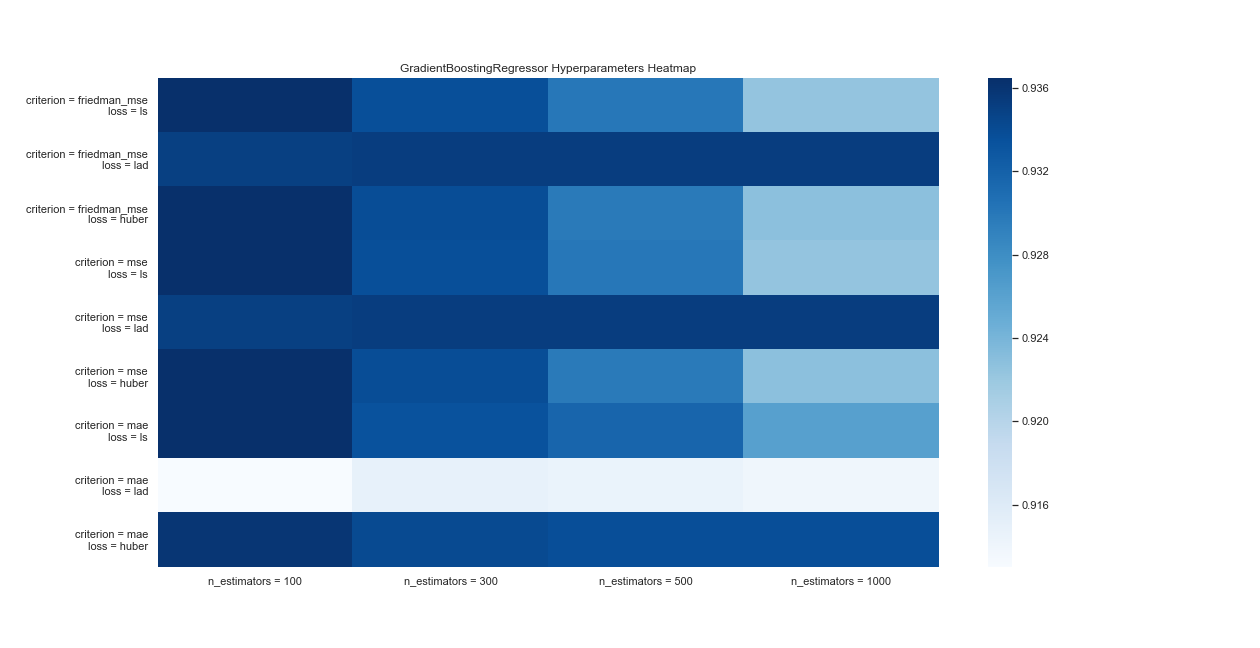 GradientBoostingRegressor Hyperparameters Heatmap
criterion = friedman_mse
loss = ls
criterion = friedman_mse
loss = lad
criterion = friedman_mse
loss = huber
criterion = mse
loss = ls
criterion = mse
loss = lad
criterion = mse
loss = huber
criterion = mae
loss = ls
criterion = mae
loss = lad
criterion = mae
loss = huber
n_estimators = 100
n_estimators = 300
n_estimators = 500
n_estimators = 1000
0.936
0.932
0.928
0.924
0.920
0.916